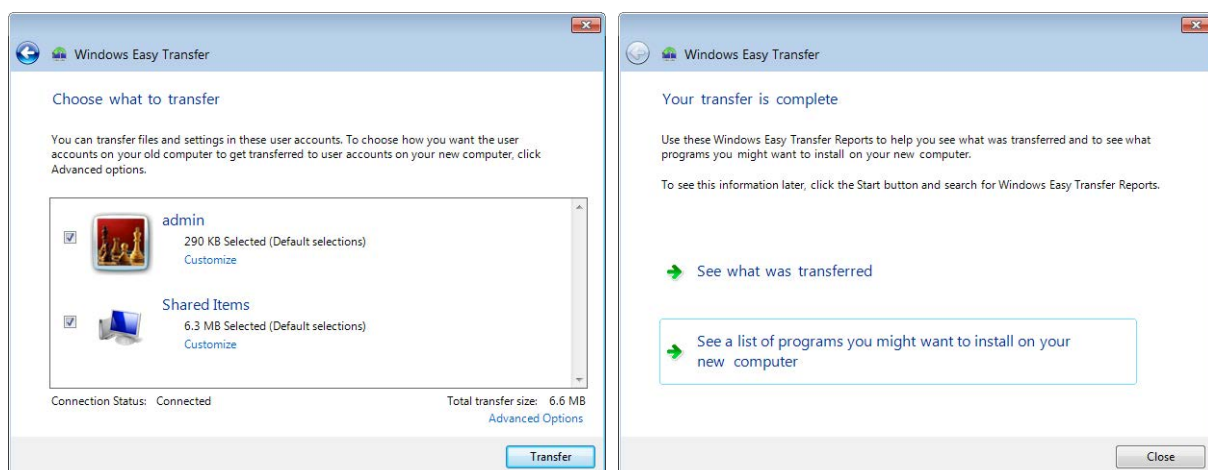 Windows Easy Transfer
Choose what to transfer
You can transfer files and settings in these user accounts. To choose how you want the user
accounts on your old computer to get transferred to user accounts on your new computer, click
Advanced options.
admin
290 KB Selected (Default selections)
Customize
Shared Items
6.3 MB Selected (Default selections)
Customize
Connection Status: Connected
Total transfer size: 6.6 MB
Advanced Options
Transfer
Windows Easy Transfer
Your transfer is complete
Use these Windows Easy Transfer Reports to help you see what was transferred and to see what
programs you might want to install on your new computer.
To see this information later, click the Start button and search for Windows Easy Transfer Reports.
See what was transferred
See a list of programs you might want to install on your
new computer
Close